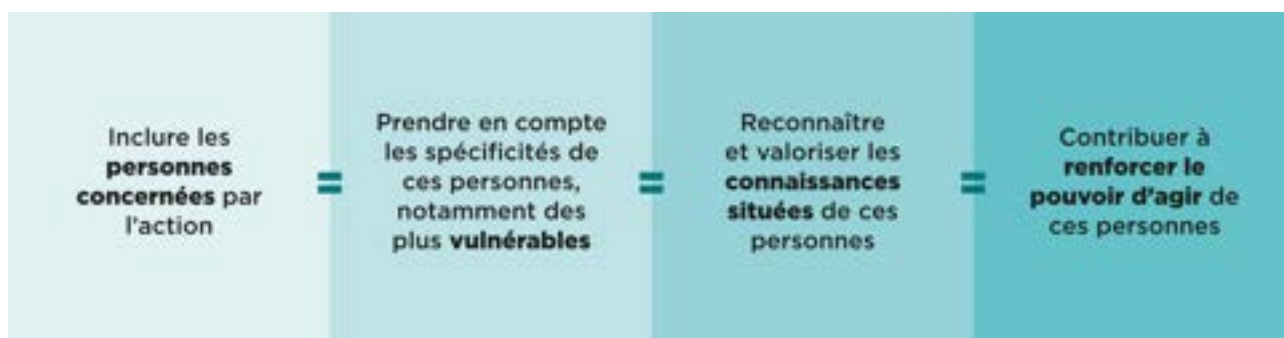 Inclure les
personnes
concernées par
l'action
=
Prendre en compte
les spécificités de
ces personnes,
notamment des
plus vulnérables
=
Reconnaître
et valoriser les
connaissances
situées de ces
personnes
=
Contribuer à
renforcer le
pouvoir d'agir de
ces personnes